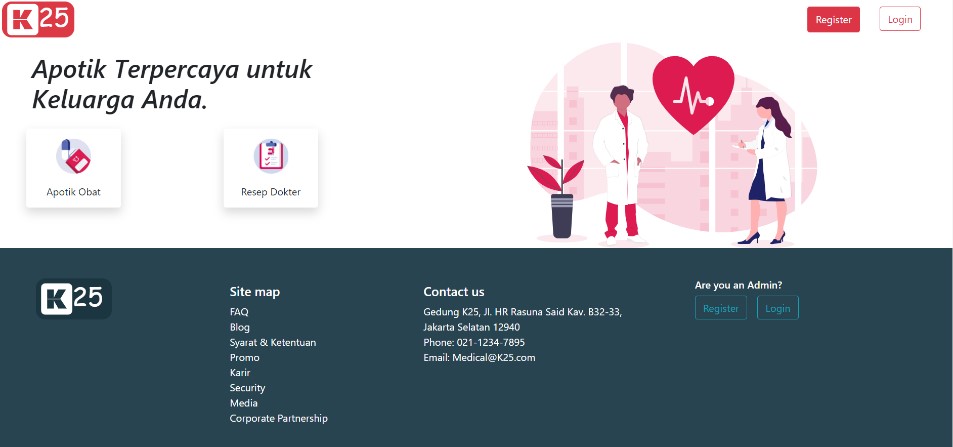 K25
Register
Login
Apotik Terpercaya untuk
Keluarga Anda.
Apotik Obat
Resep Dokter
K25
Site map
FAQ
Blog
Syarat & Ketentuan
Promo
Karir
Security
Media
Corporate Partnership
Contact us
Gedung K25, Jl. HR Rasuna Said Kav. B32-33,
Jakarta Selatan 12940
Phone: 021-1234-7895
Email: Medical@K25.com
Are you an Admin?
Register
Login